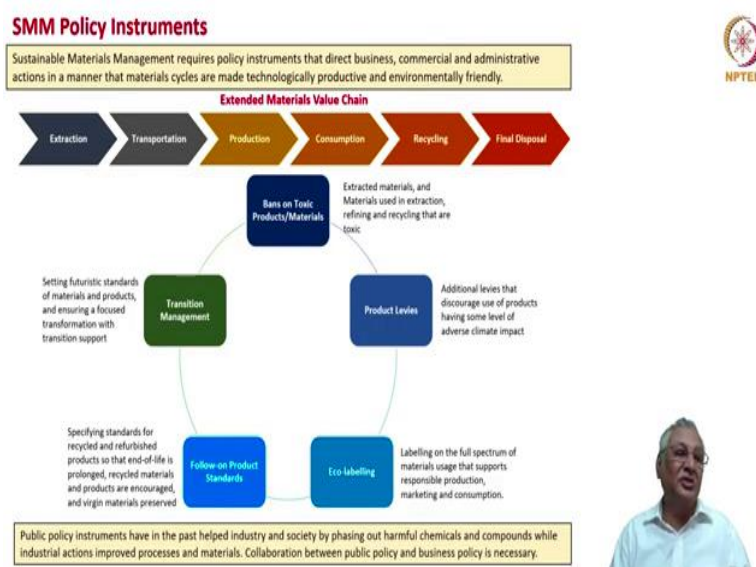 SMM Policy Instruments
Sustainable Materials Management requires policy instruments that direct business, commercial and administrative
actions in a manner that materials cycles are made technologically productive and environmentally friendly.
NPTEL
Extended Materials Value Chain
Extraction
Transportation
Production
Consumption
Recycling
Final Disposal
Bans on Toxic
Products/Materials
Extracted materials, and
Materials used in extraction,
refining and recycling that are
toxic
Setting futuristic standards
of materials and products,
and ensuring a focused
transformation with
transition support
Transition
Management
Product Levies
Additional levies that
discourage use of products
having some level of
adverse climate impact
Specifying standards for
recycled and refurbished
products so that end-of-life is
prolonged, recycled materials
and products are encouraged,
and virgin materials preserved
Follow-on Product
Standards
Eco-labelling
Labelling on the full spectrum of
materials usage that supports
responsible production,
marketing and consumption.
Public policy instruments have in the past helped industry and society by phasing out harmful chemicals and compounds while
industrial actions improved processes and materials. Collaboration between public policy and business policy is necessary.